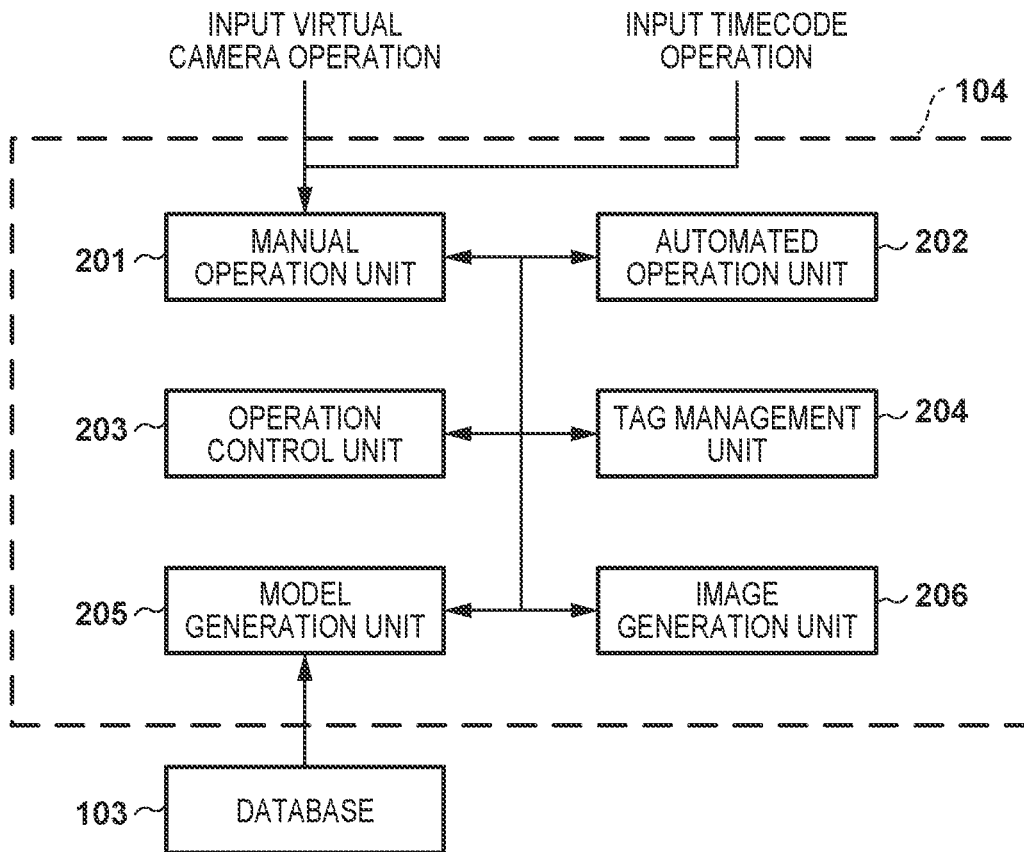 INPUT VIRTUAL
CAMERA OPERATION
INPUT TIMECODE
OPERATION
104
201
MANUAL
OPERATION UNIT
AUTOMATED
OPERATION UNIT
202
203
OPERATION
CONTROL UNIT
TAG MANAGEMENT
UNIT
204
205
MODEL
GENERATION UNIT
IMAGE
GENERATION UNIT
206
103
DATABASE